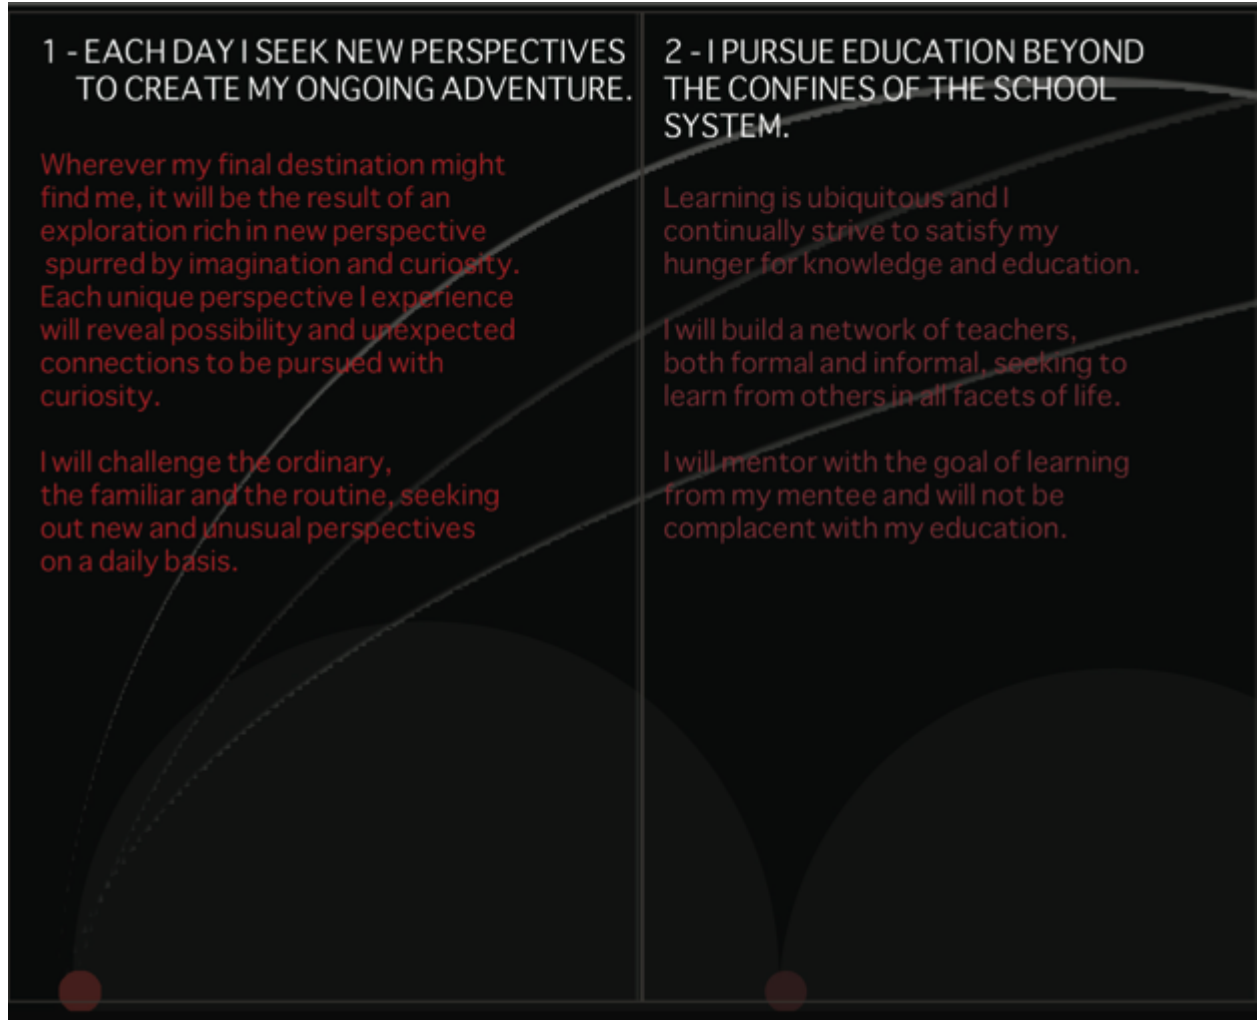 1 - EACH DAY I SEEK NEW PERSPECTIVES
TO CREATE MY ONGOING ADVENTURE.
Wherever my final destination might
find me, it will be the result of an
exploration rich in new perspective
spurred by imagination and curiosity.
Each unique perspective I experience
will reveal possibility and unexpected
connections to be pursued with
curiosity.
I will challenge the ordinary,
the familiar and the routine, seeking
out new and unusual perspectives
on a daily basis.
2 - I PURSUE EDUCATION BEYOND
THE CONFINES OF THE SCHOOL
SYSTEM.
Learning is ubiquitous and I
continually strive to satisfy my
hunger for knowledge and education.
I will build a network of teachers,
both formal and informal, seeking to
learn from others in all facets of life.
I will mentor with the goal of learning
from my mentee and will not be
complacent with my education.